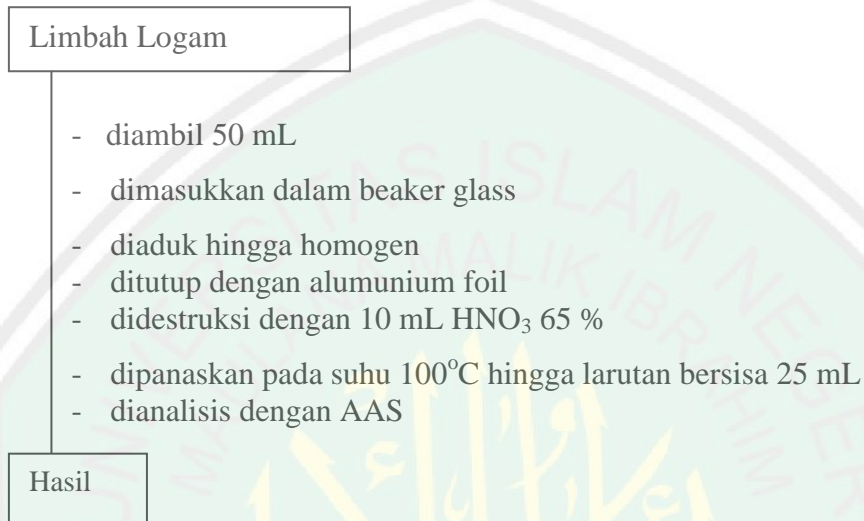 Limbah Logam
- diambil 50 mL
- dimasukkan dalam beaker glass
- diaduk hingga homogen
- ditutup dengan alumunium foil
- didestruksi dengan 10 mL HNO₃ 65 %
- dipanaskan pada suhu 100°C hingga larutan bersisa 25 mL
- dianalisis dengan AAS
Hasil